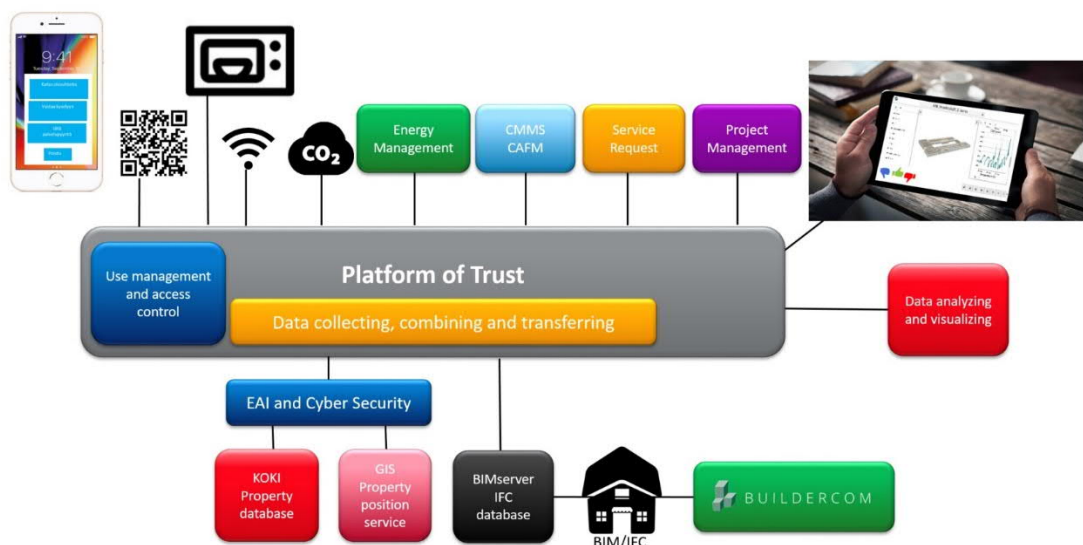 9:41
CO₂
Energy
Management
CMMS
CAFM
Service
Request
Project
Management
Use management
and access
control
Platform of Trust
Data collecting, combining and transferring
Data analyzing
and visualizing
EAI and Cyber Security
KOKI
Property
database
GIS
Property
position
service
BIMserver
IFC
database
BIM/IFC
BUILDERCOM